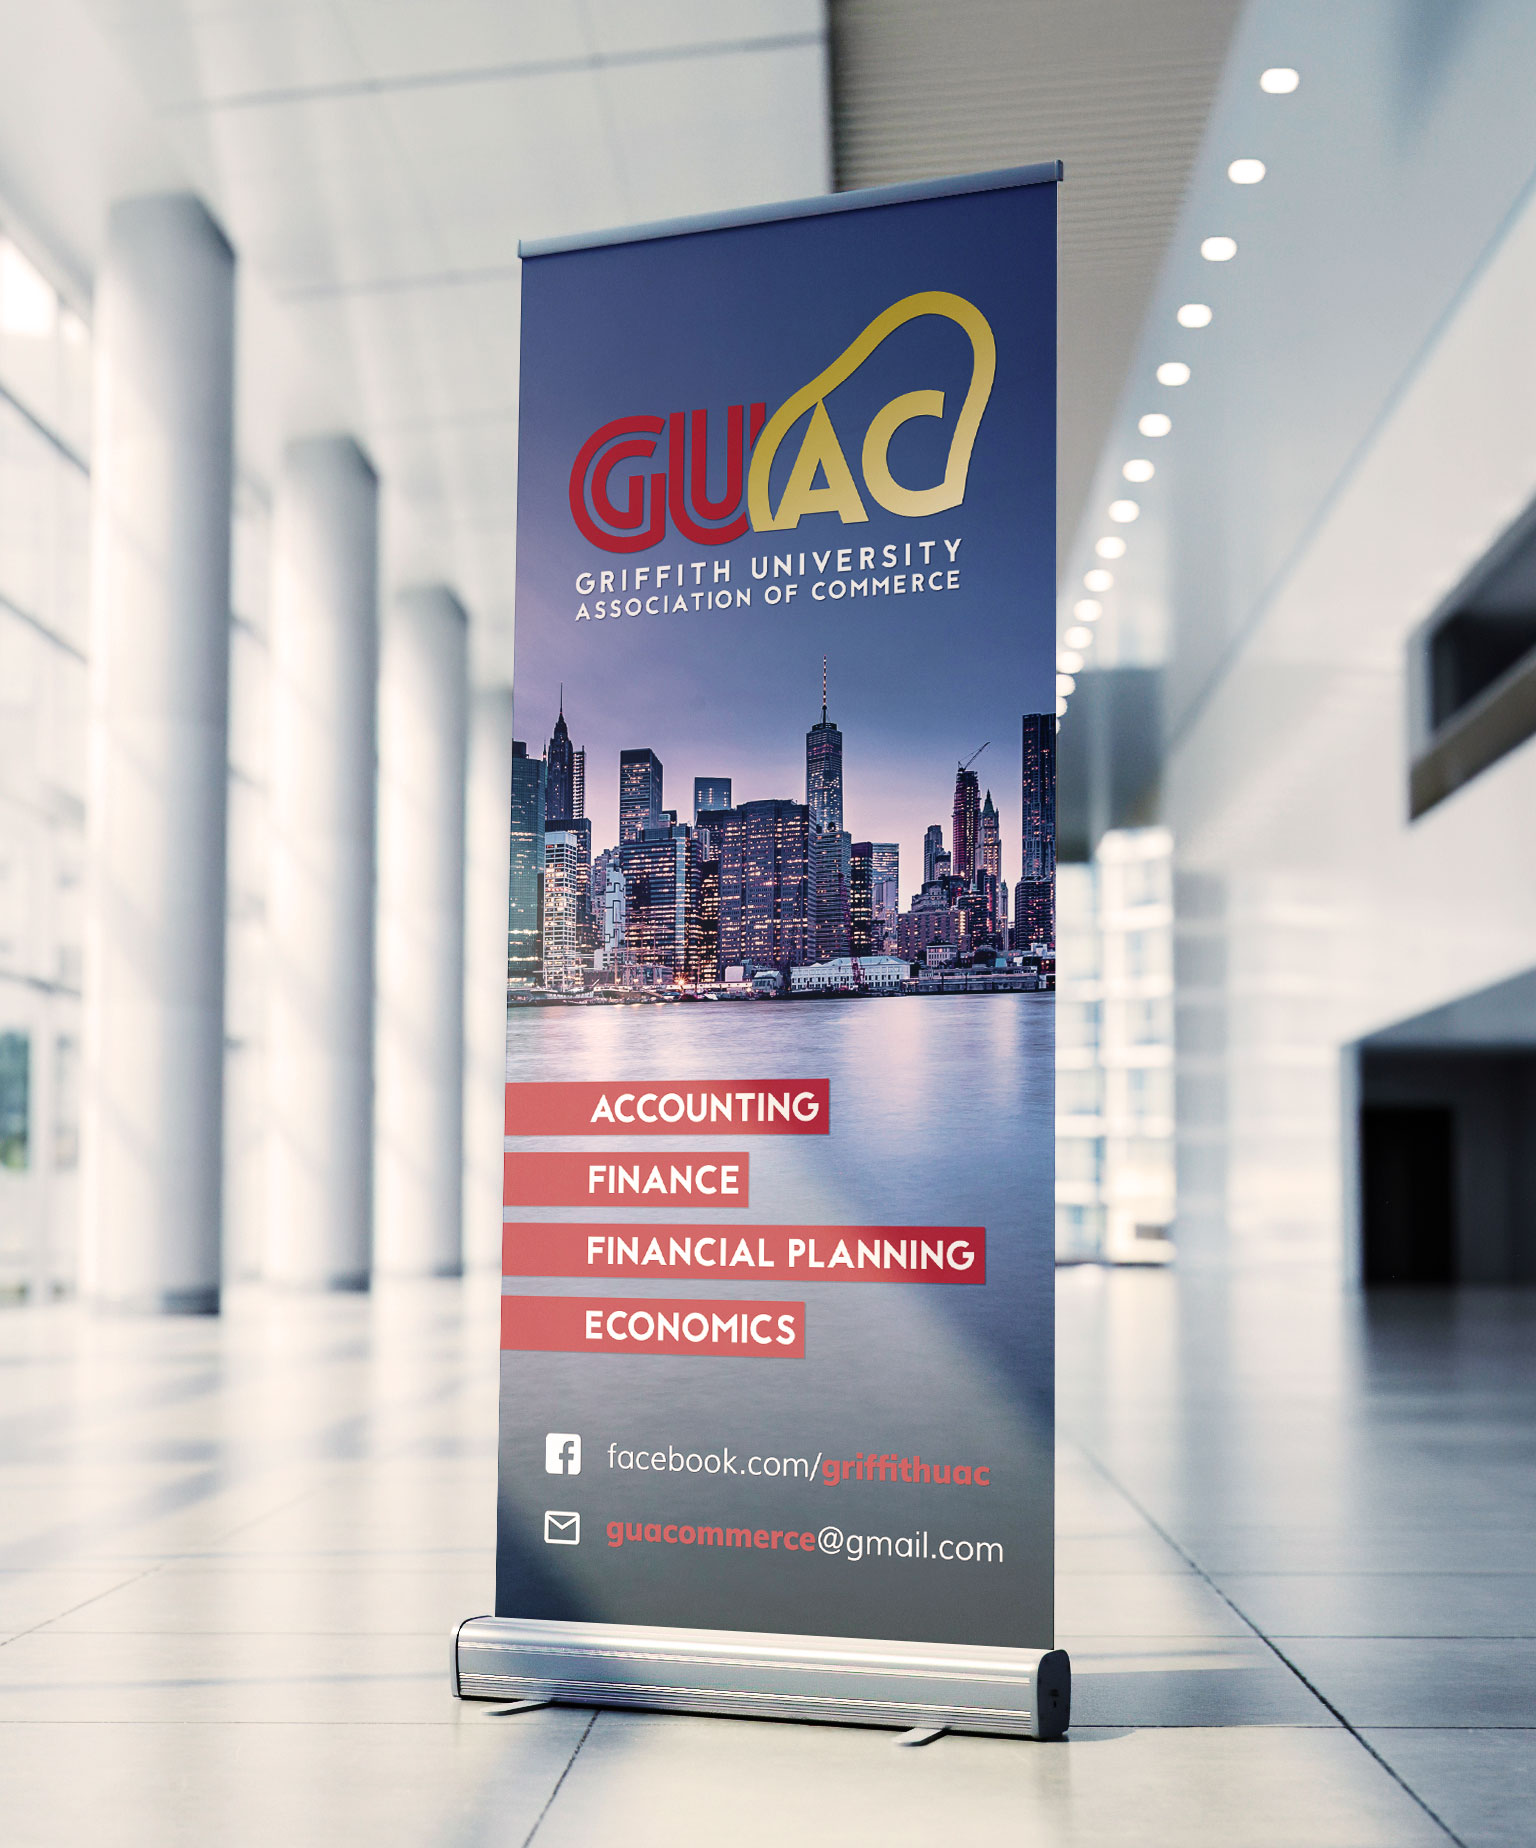 GUAC
GRIFFITH UNIVERSITY
ASSOCIATION OF COMMERCE
ACCOUNTING
FINANCE
FINANCIAL PLANNING
ECONOMICS
facebook.com/griffithuac
guacommerce@gmail.com